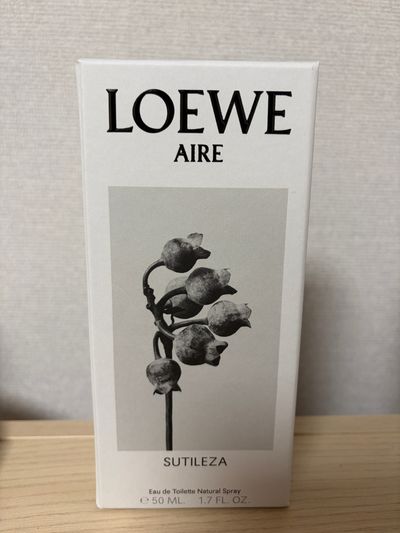 LOEWE
AIRE
SUTILEZA
Eau de Toilette Natural Spray
℮ 50 ML. 1.7 FL. OZ.